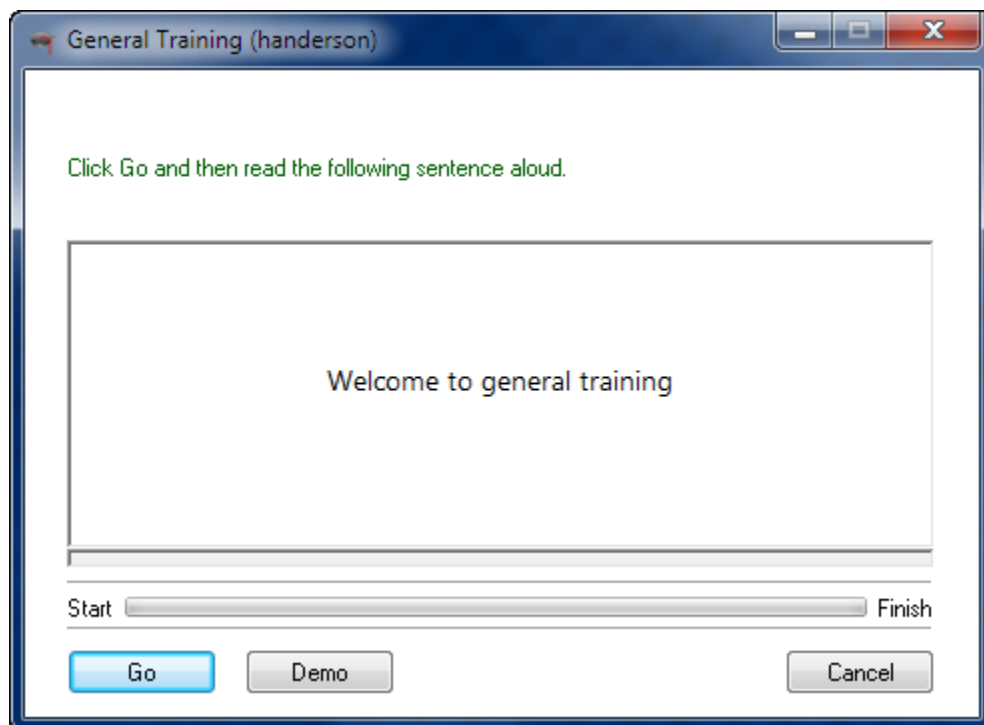 General Training (handerson)
Click Go and then read the following sentence aloud.
Welcome to general training
Start Finish
Go Demo Cancel